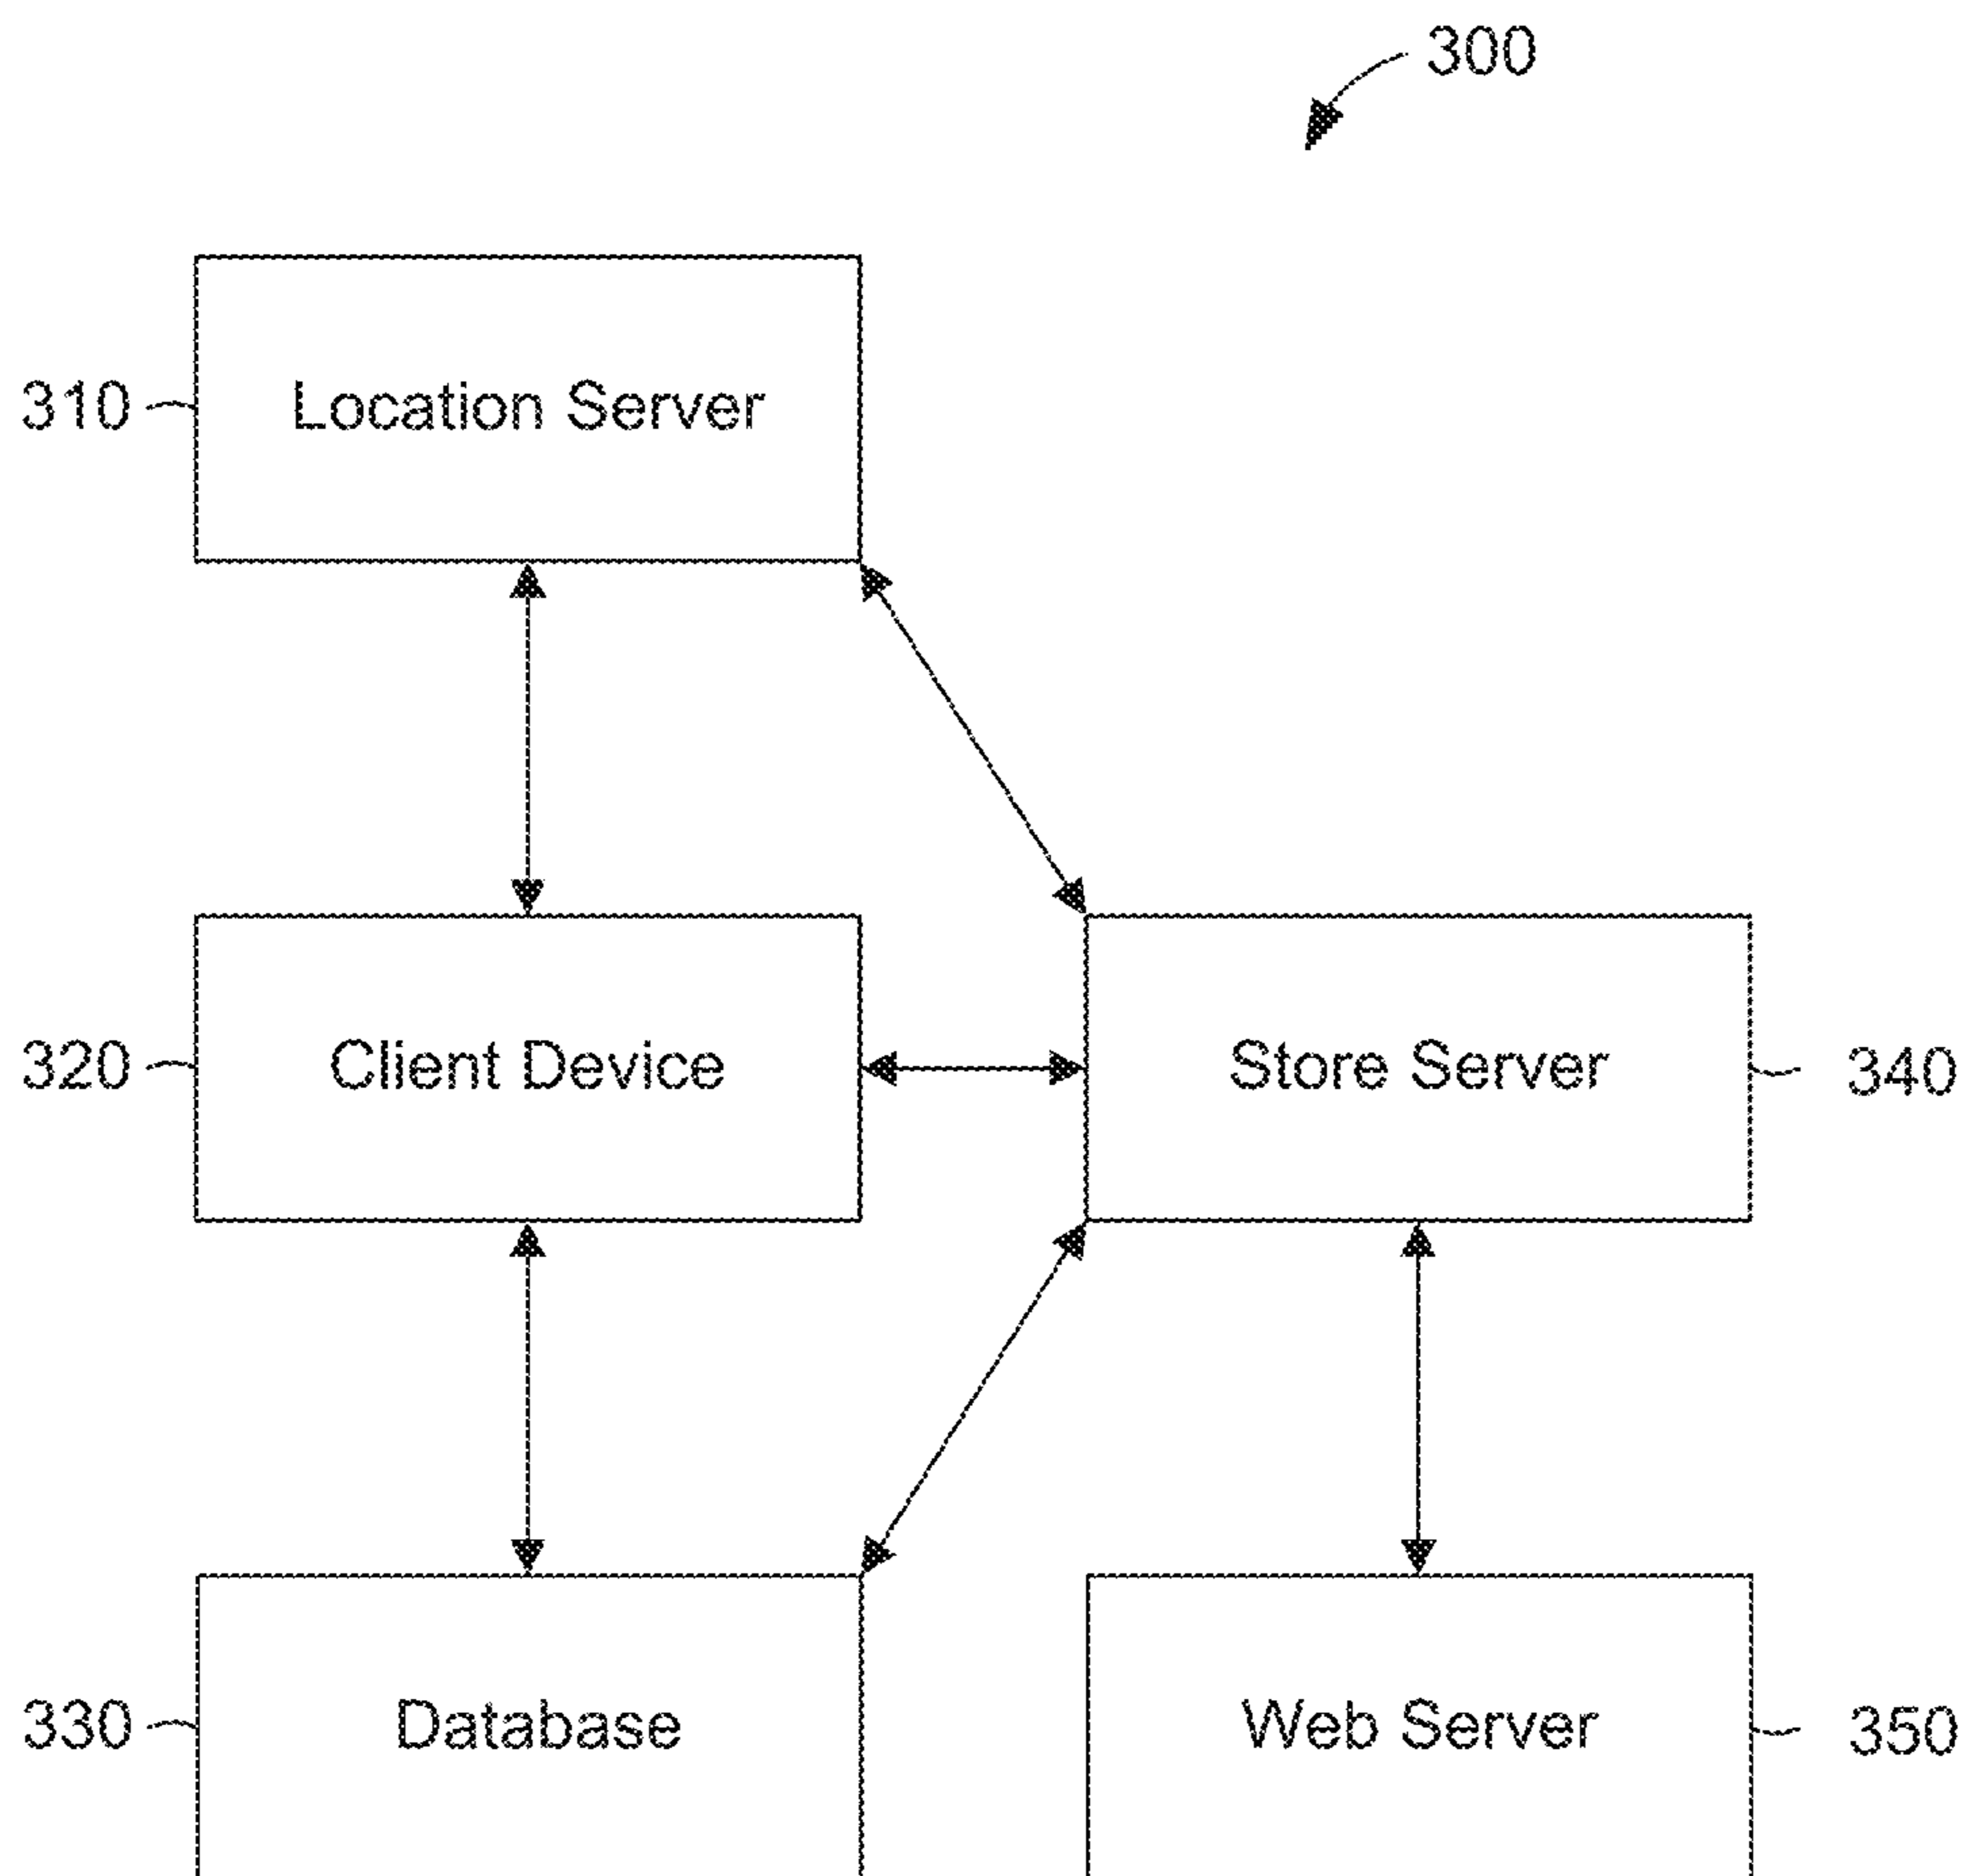 300
310
Location Server
320
Client Device
Store Server
340
330
Database
Web Server
350